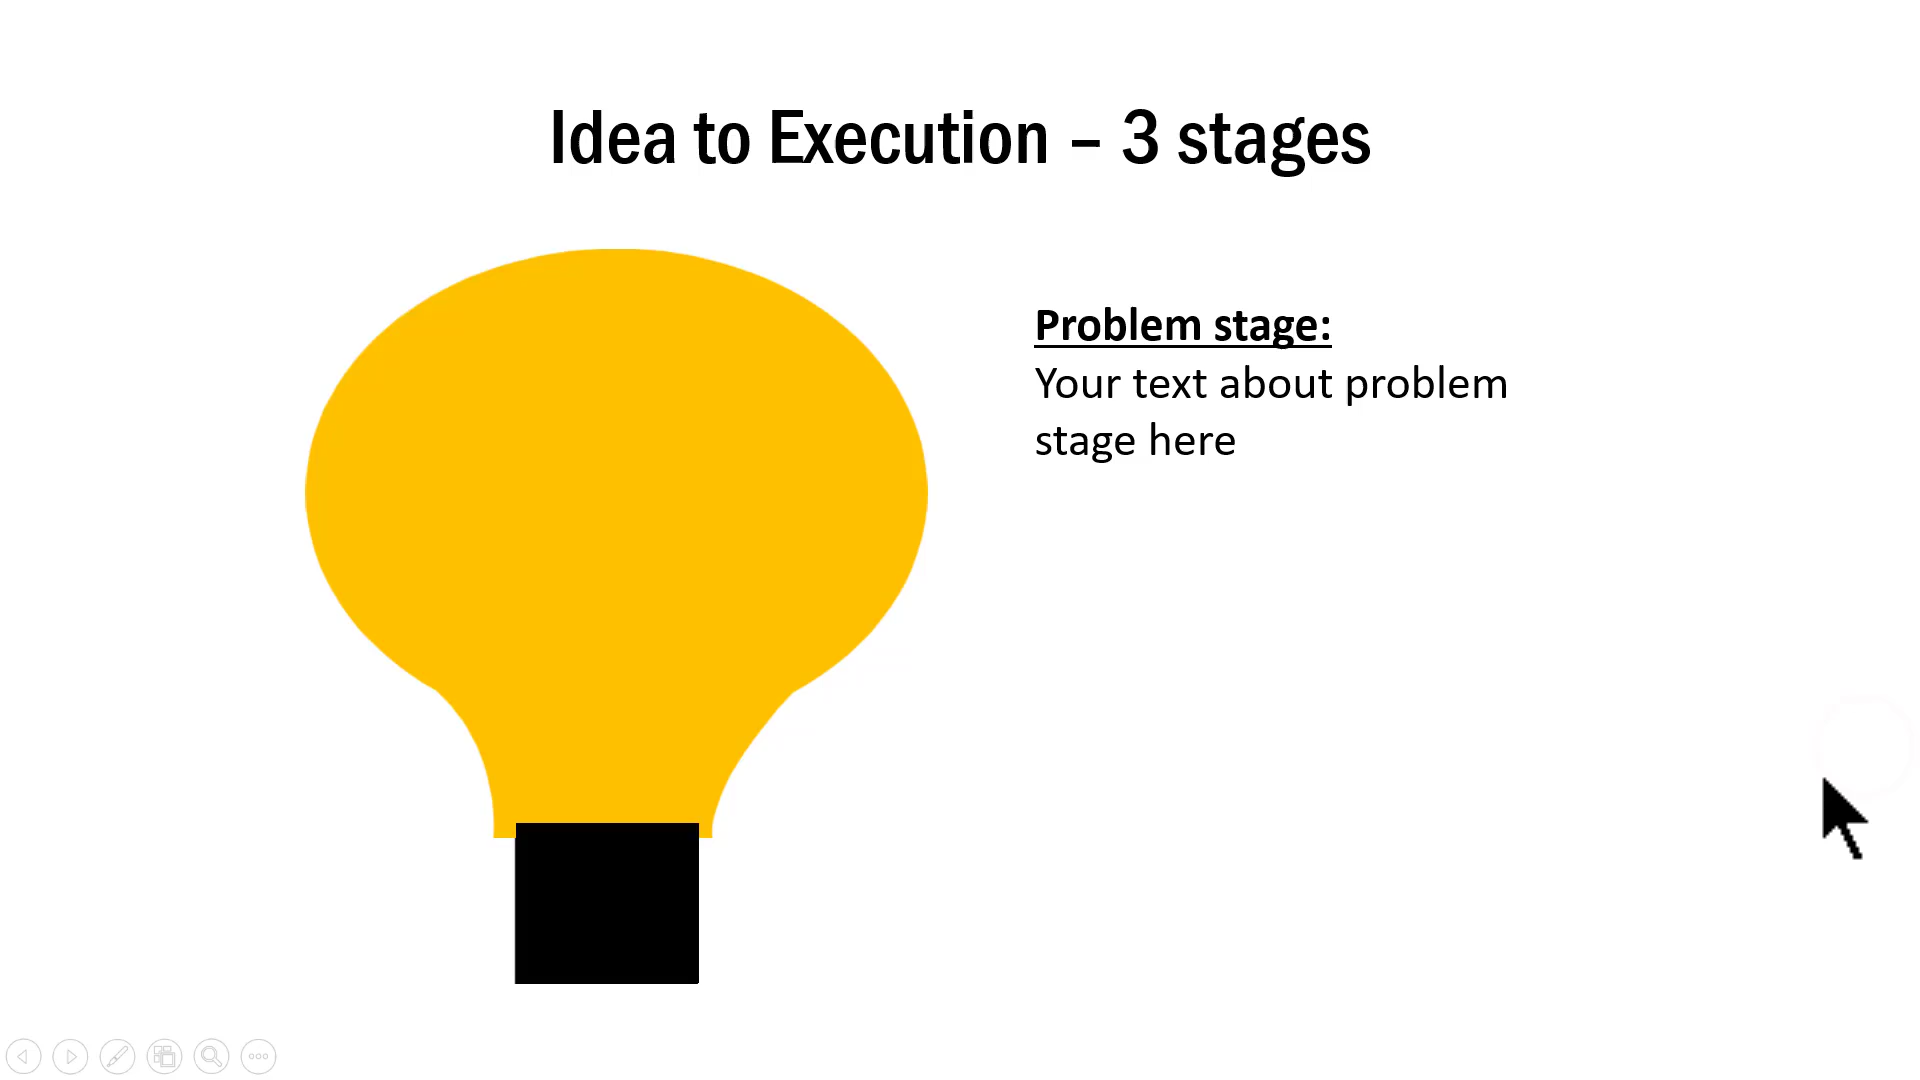 Idea to Execution – 3 stages
Problem stage:
Your text about problem
stage here